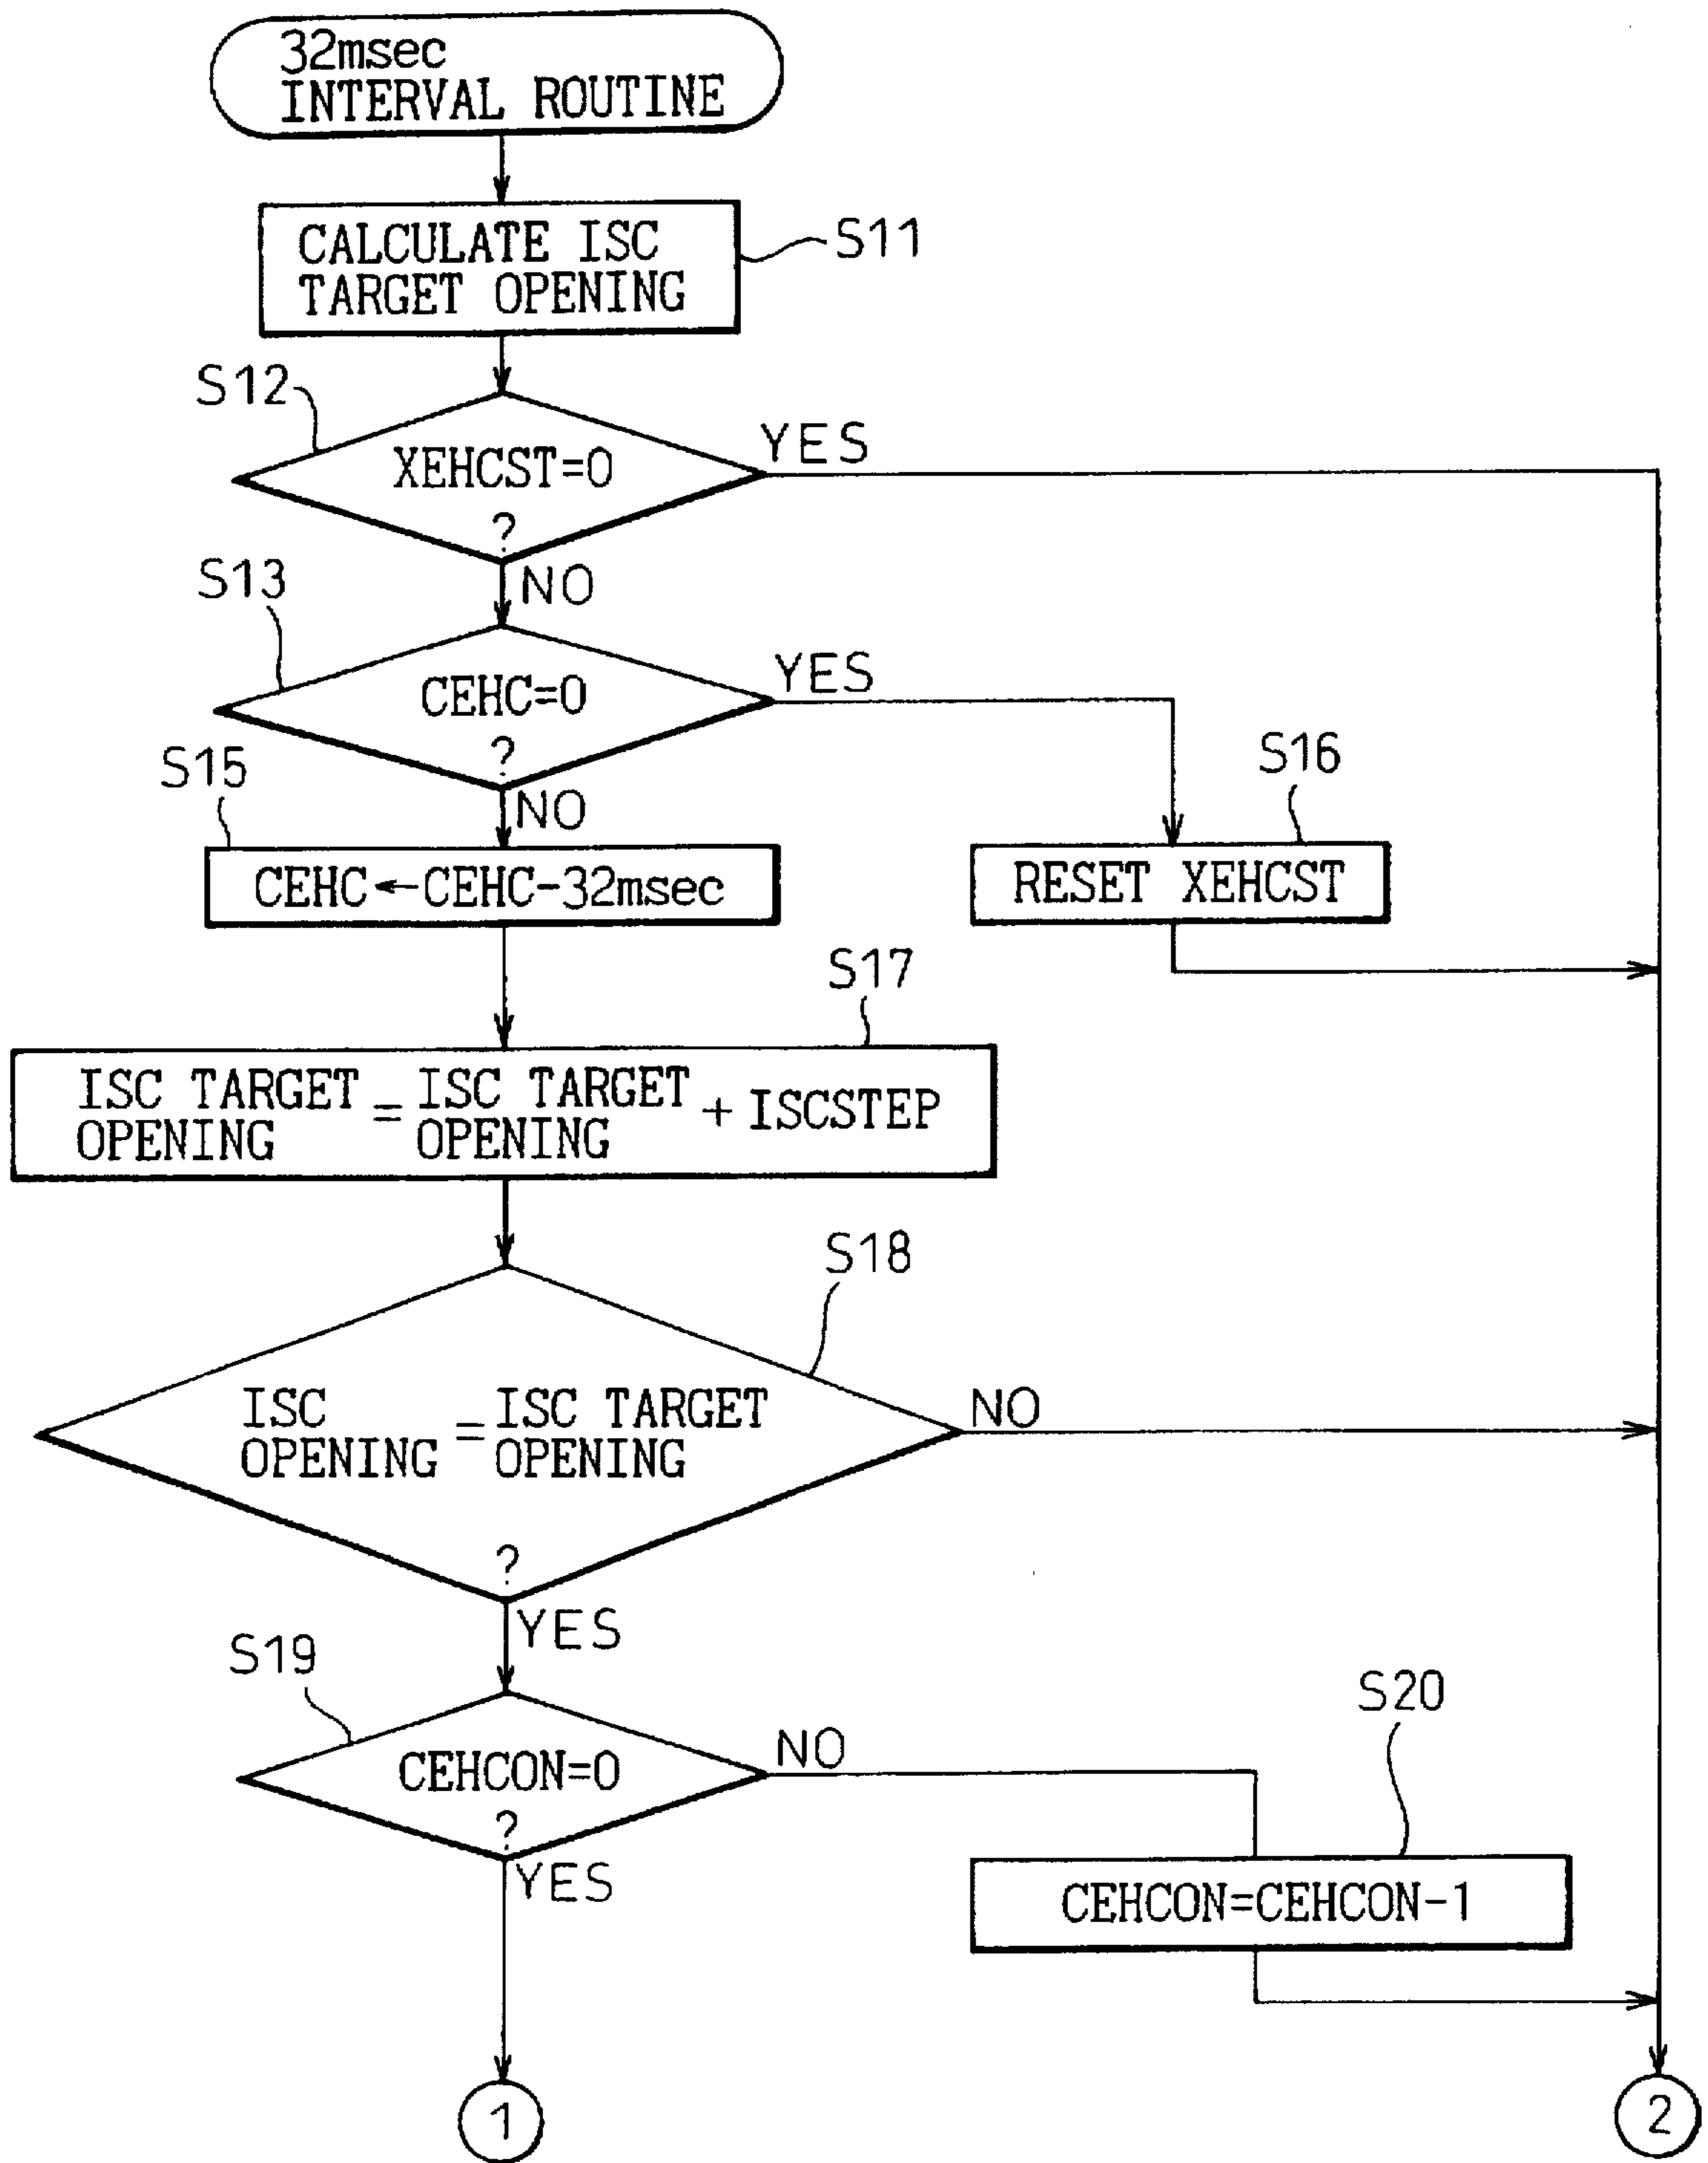 32msec
INTERVAL ROUTINE
CALCULATE ISC
TARGET OPENING
S11
S12
XEHCST=0
?
YES
NO
S13
CEHC=0
?
YES
NO
S15
CEHC←CEHC-32msec
S16
RESET XEHCST
S17
ISC TARGET OPENING = ISC TARGET OPENING + ISCSTEP
S18
ISC OPENING = ISC TARGET OPENING
?
NO
YES
S19
CEHCON=0
?
NO
YES
S20
CEHCON=CEHCON-1
1
2